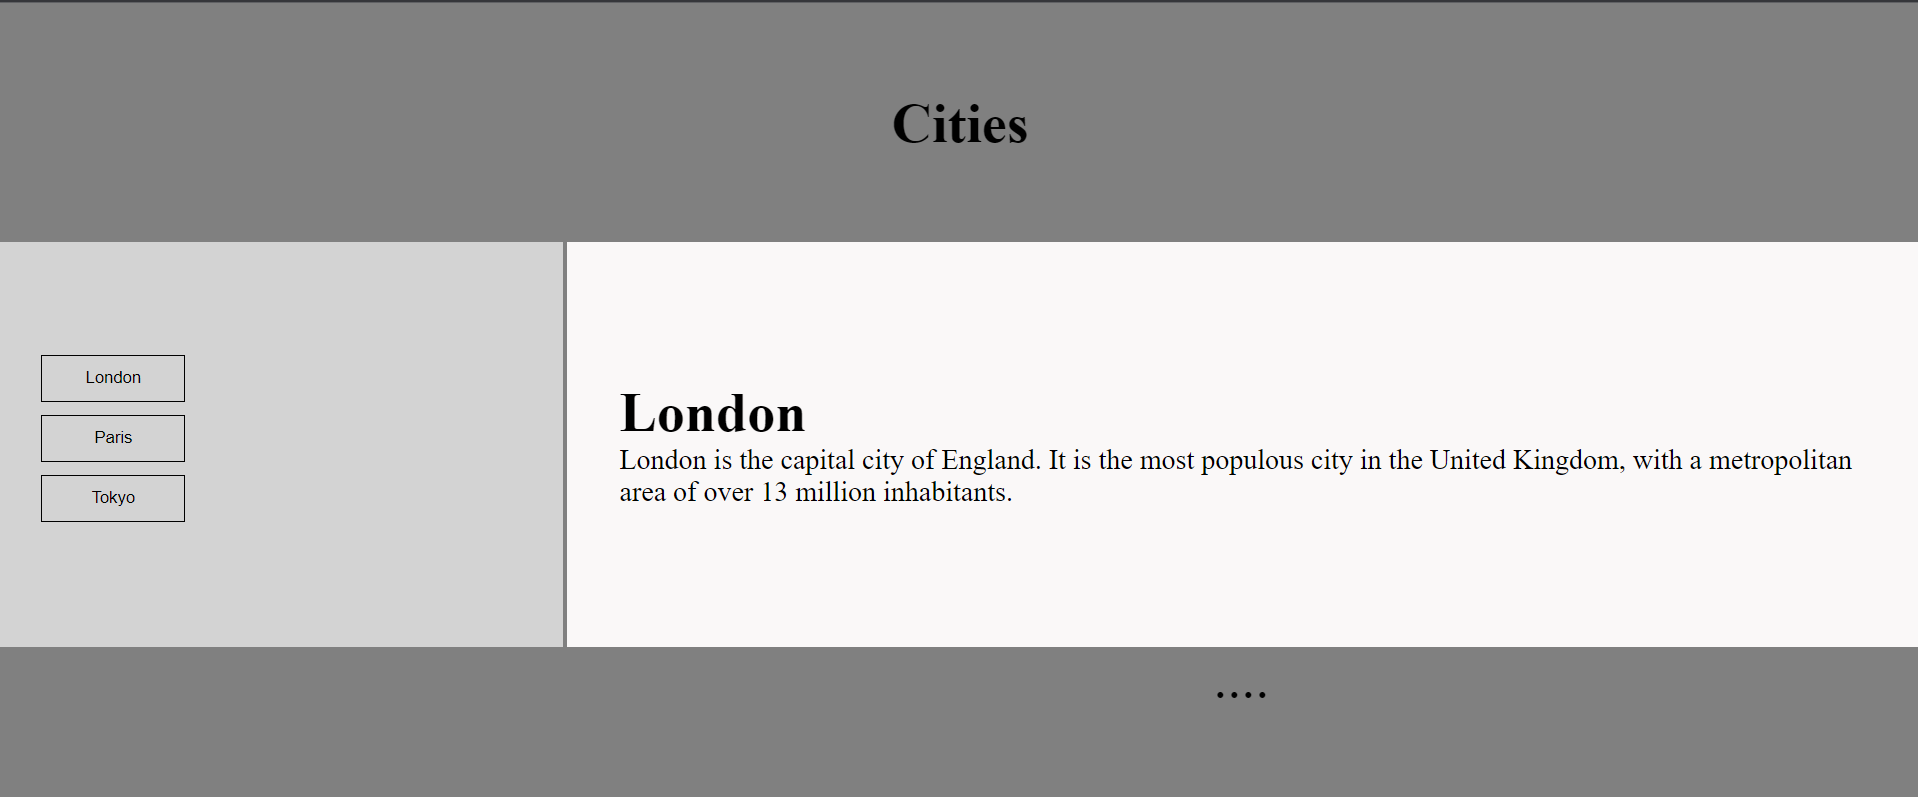 Cities
London
Paris
Tokyo
London
London is the capital city of England. It is the most populous city in the United Kingdom, with a metropolitan
area of over 13 million inhabitants.
....